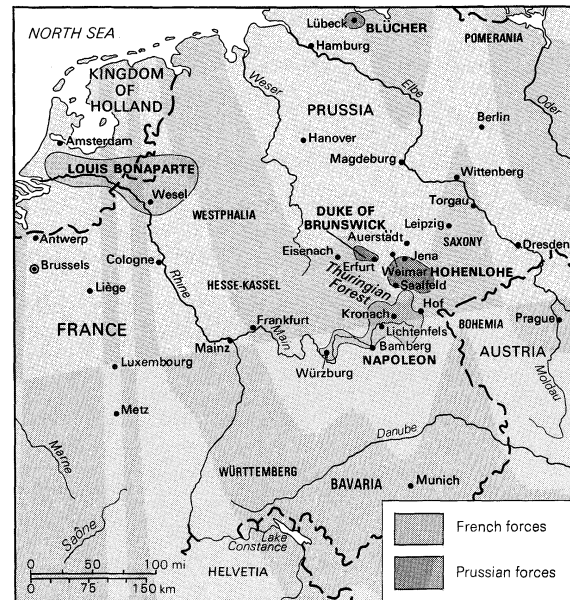 Lübeck
BLÜCHER
NORTH SEA
Hamburg
POMERANIA
KINGDOM
OF
HOLLAND
Weser
Elbe
Oder
PRUSSIA
Berlin
Amsterdam
Hanover
Magdeburg
LOUIS BONAPARTE
Wittenberg
Wesel
Torgau
WESTPHALIA
DUKE OF
BRUNSWICK
Leipzig
Auerstädt
SAXONY
Antwerp
Dresden
Eisenach
Jena
Cologne
Erfurt
Weimar
HOHENLOHE
Brussels
Rhine
Saalfeld
Thuringian
Forest
Liège
HESSE-KASSEL
Hof
Kronach
Prague
FRANCE
Frankfurt
Main
Lichtenfels
BOHEMIA
Mainz
Bamberg
AUSTRIA
NAPOLEON
Luxembourg
Würzburg
Moldau
Metz
Danube
Marne
WÜRTTEMBERG
BAVARIA
Munich
Saône
Lake
Constance
HELVETIA
French forces
Prussian forces
0 50 100 mi
0 75 150 km